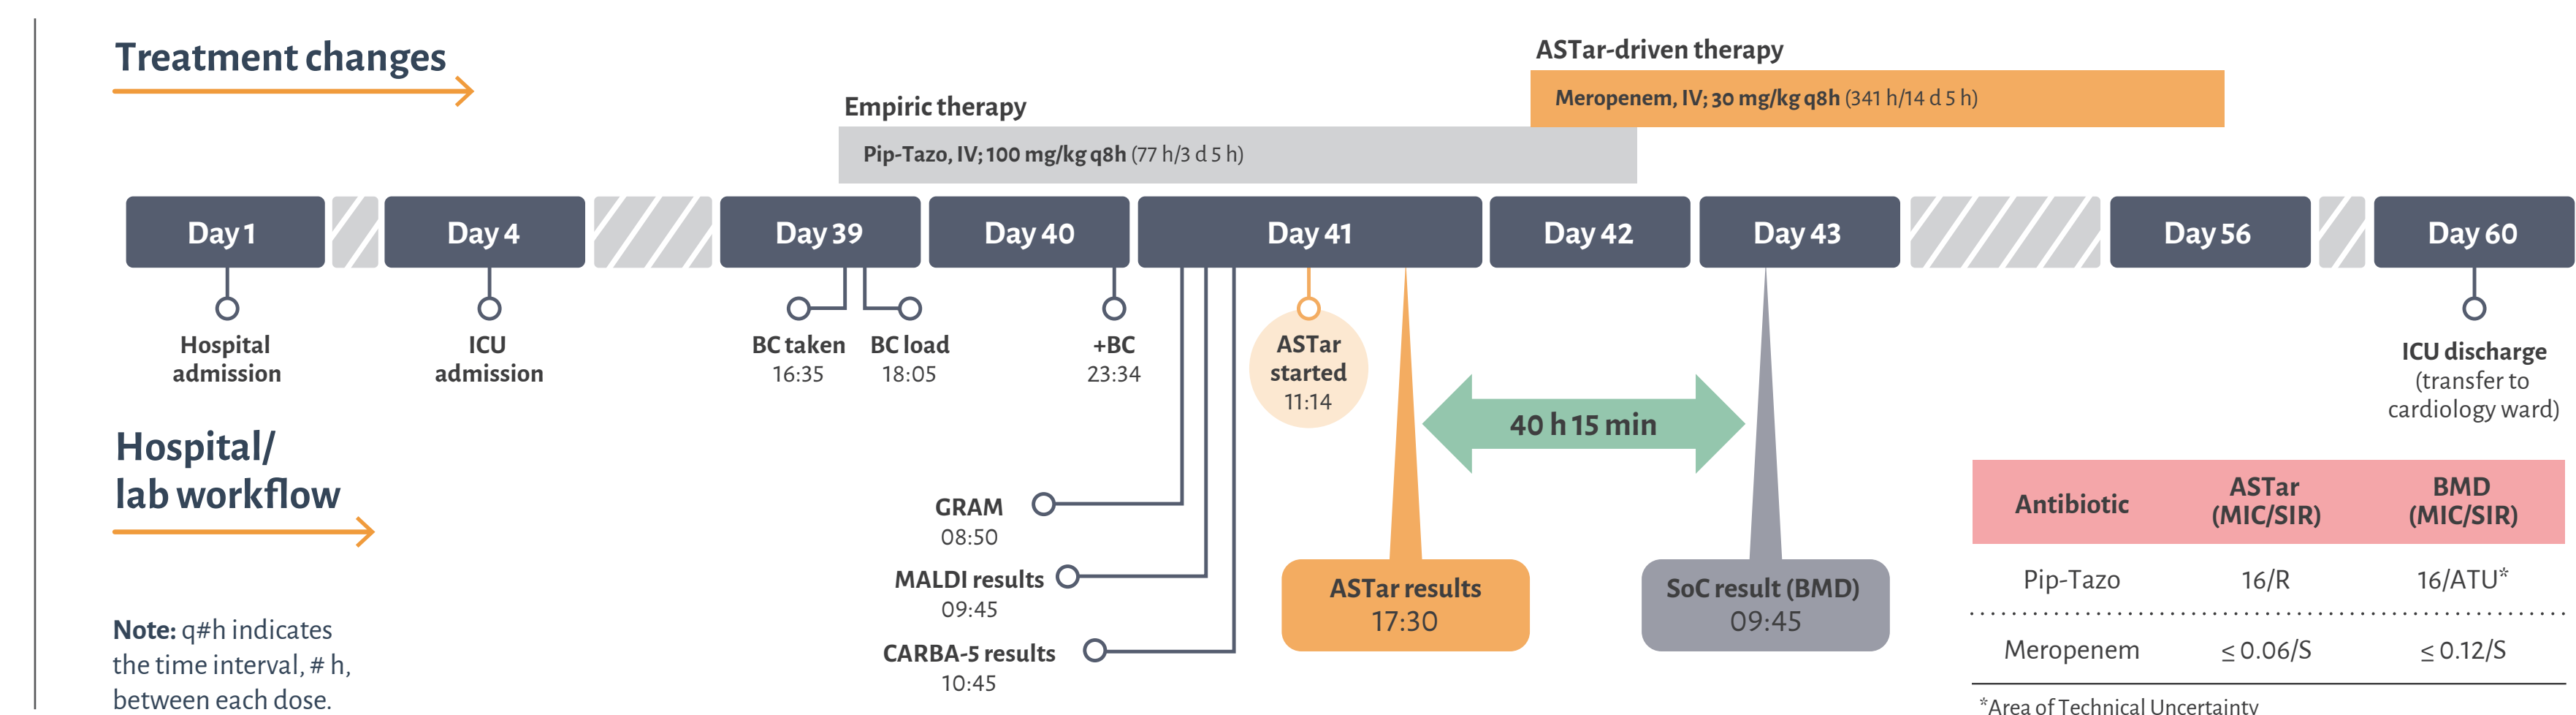 Treatment changes
ASTar-driven therapy
Meropenem, IV; 30 mg/kg q8h (341 h/14 d 5 h)
Empiric therapy
Pip-Tazo, IV; 100 mg/kg q8h (77 h/3 d 5 h)
Day 1
Day 4
Day 39
Day 40
Day 41
Day 42
Day 43
Day 56
Day 60
Hospital
admission
ICU
admission
BC taken
16:35
BC load
18:05
+BC
23:34
ASTar
started
11:14
ICU discharge
(transfer to
cardiology ward)
40 h 15 min
Hospital/
lab workflow
GRAM
08:50
MALDI results
09:45
CARBA-5 results
10:45
ASTar results
17:30
SoC result (BMD)
09:45
Note: q#h indicates
the time interval, # h,
between each dose.
Antibiotic
ASTar
(MIC/SIR)
BMD
(MIC/SIR)
Pip-Tazo 16/R 16/ATU*
Meropenem ≤ 0.06/S ≤ 0.12/S
*Area of Technical Uncertainty